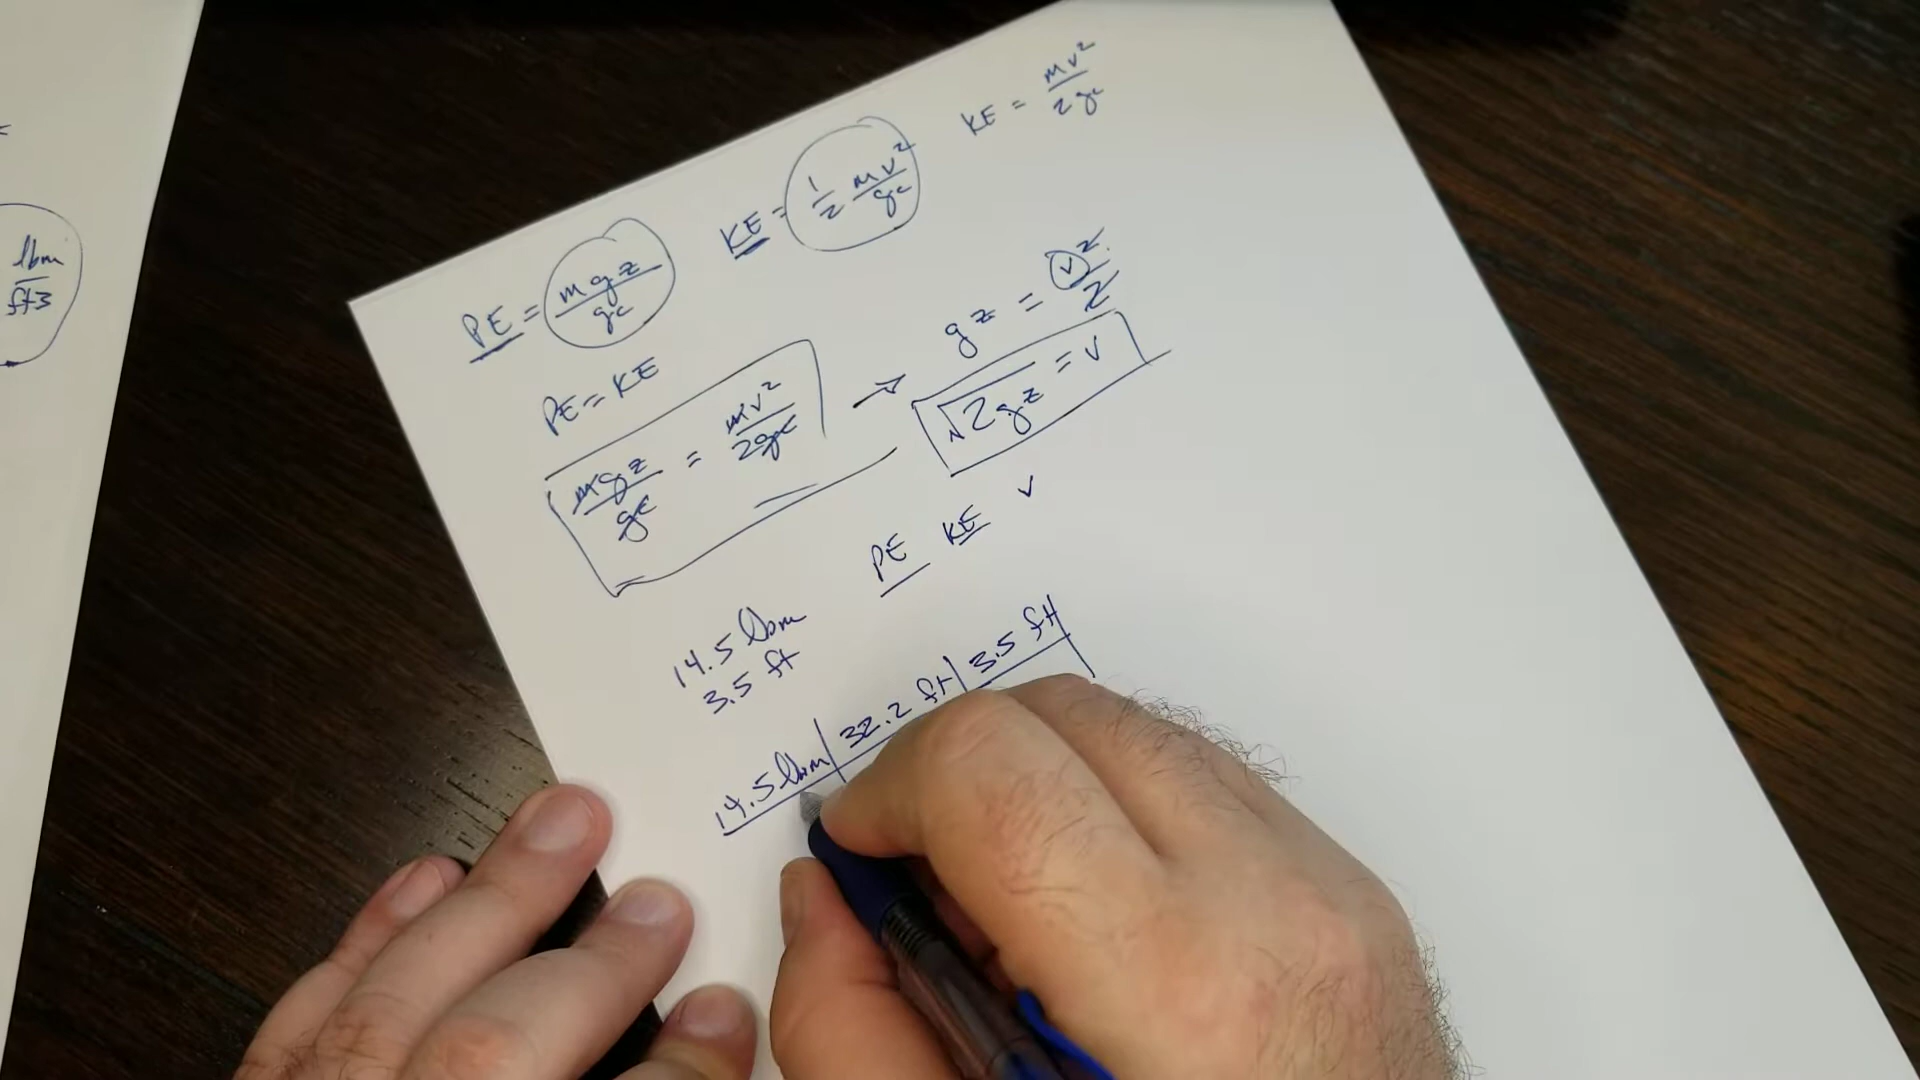 lbm
ft3
KE = mv²
2gc
KE = 1 mv²
2 gc
PE = mgz
gc
gz = v²
2
√2gz = v
PE = KE
mgz = mv²
gc 2gc
PE KE v
14.5 lbm
3.5 ft
14.5 lbm | 32.2 ft | 3.5 ft